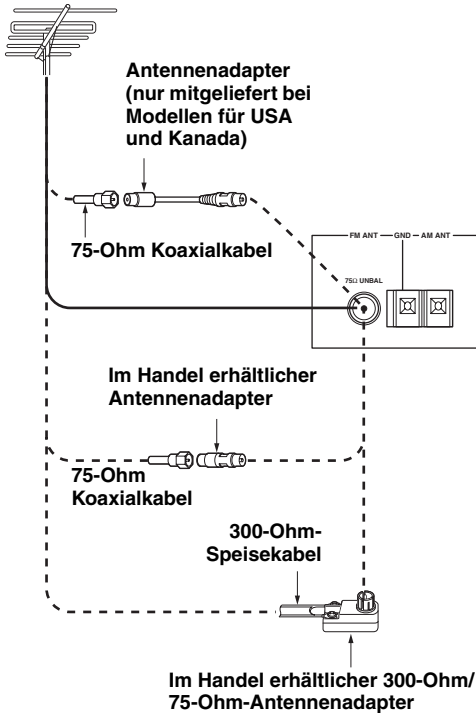 Antennenadapter
(nur mitgeliefert bei
Modellen für USA
und Kanada)
75-Ohm Koaxialkabel
FM ANT
GND
AM ANT
75Ω UNBAL
Im Handel erhältlicher
Antennenadapter
75-Ohm
Koaxialkabel
300-Ohm-
Speisekabel
Im Handel erhältlicher 300-Ohm/
75-Ohm-Antennenadapter